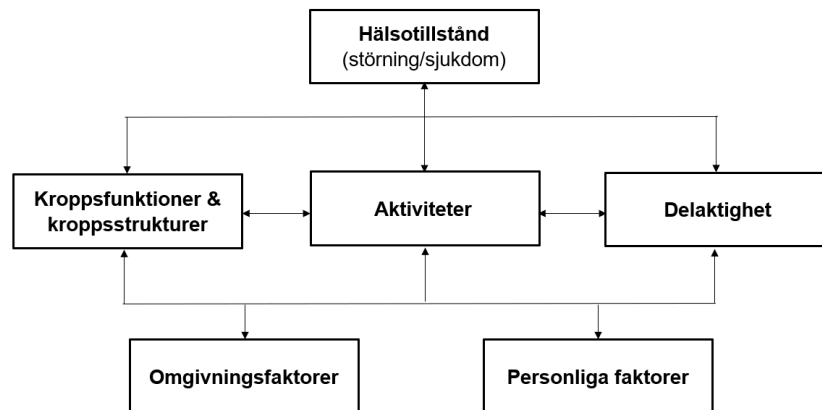 Hälsotillstånd
(störning/sjukdom)
Kroppsfunktioner &
kroppsstrukturer
Aktiviteter
Delaktighet
Omgivningsfaktorer
Personliga faktorer